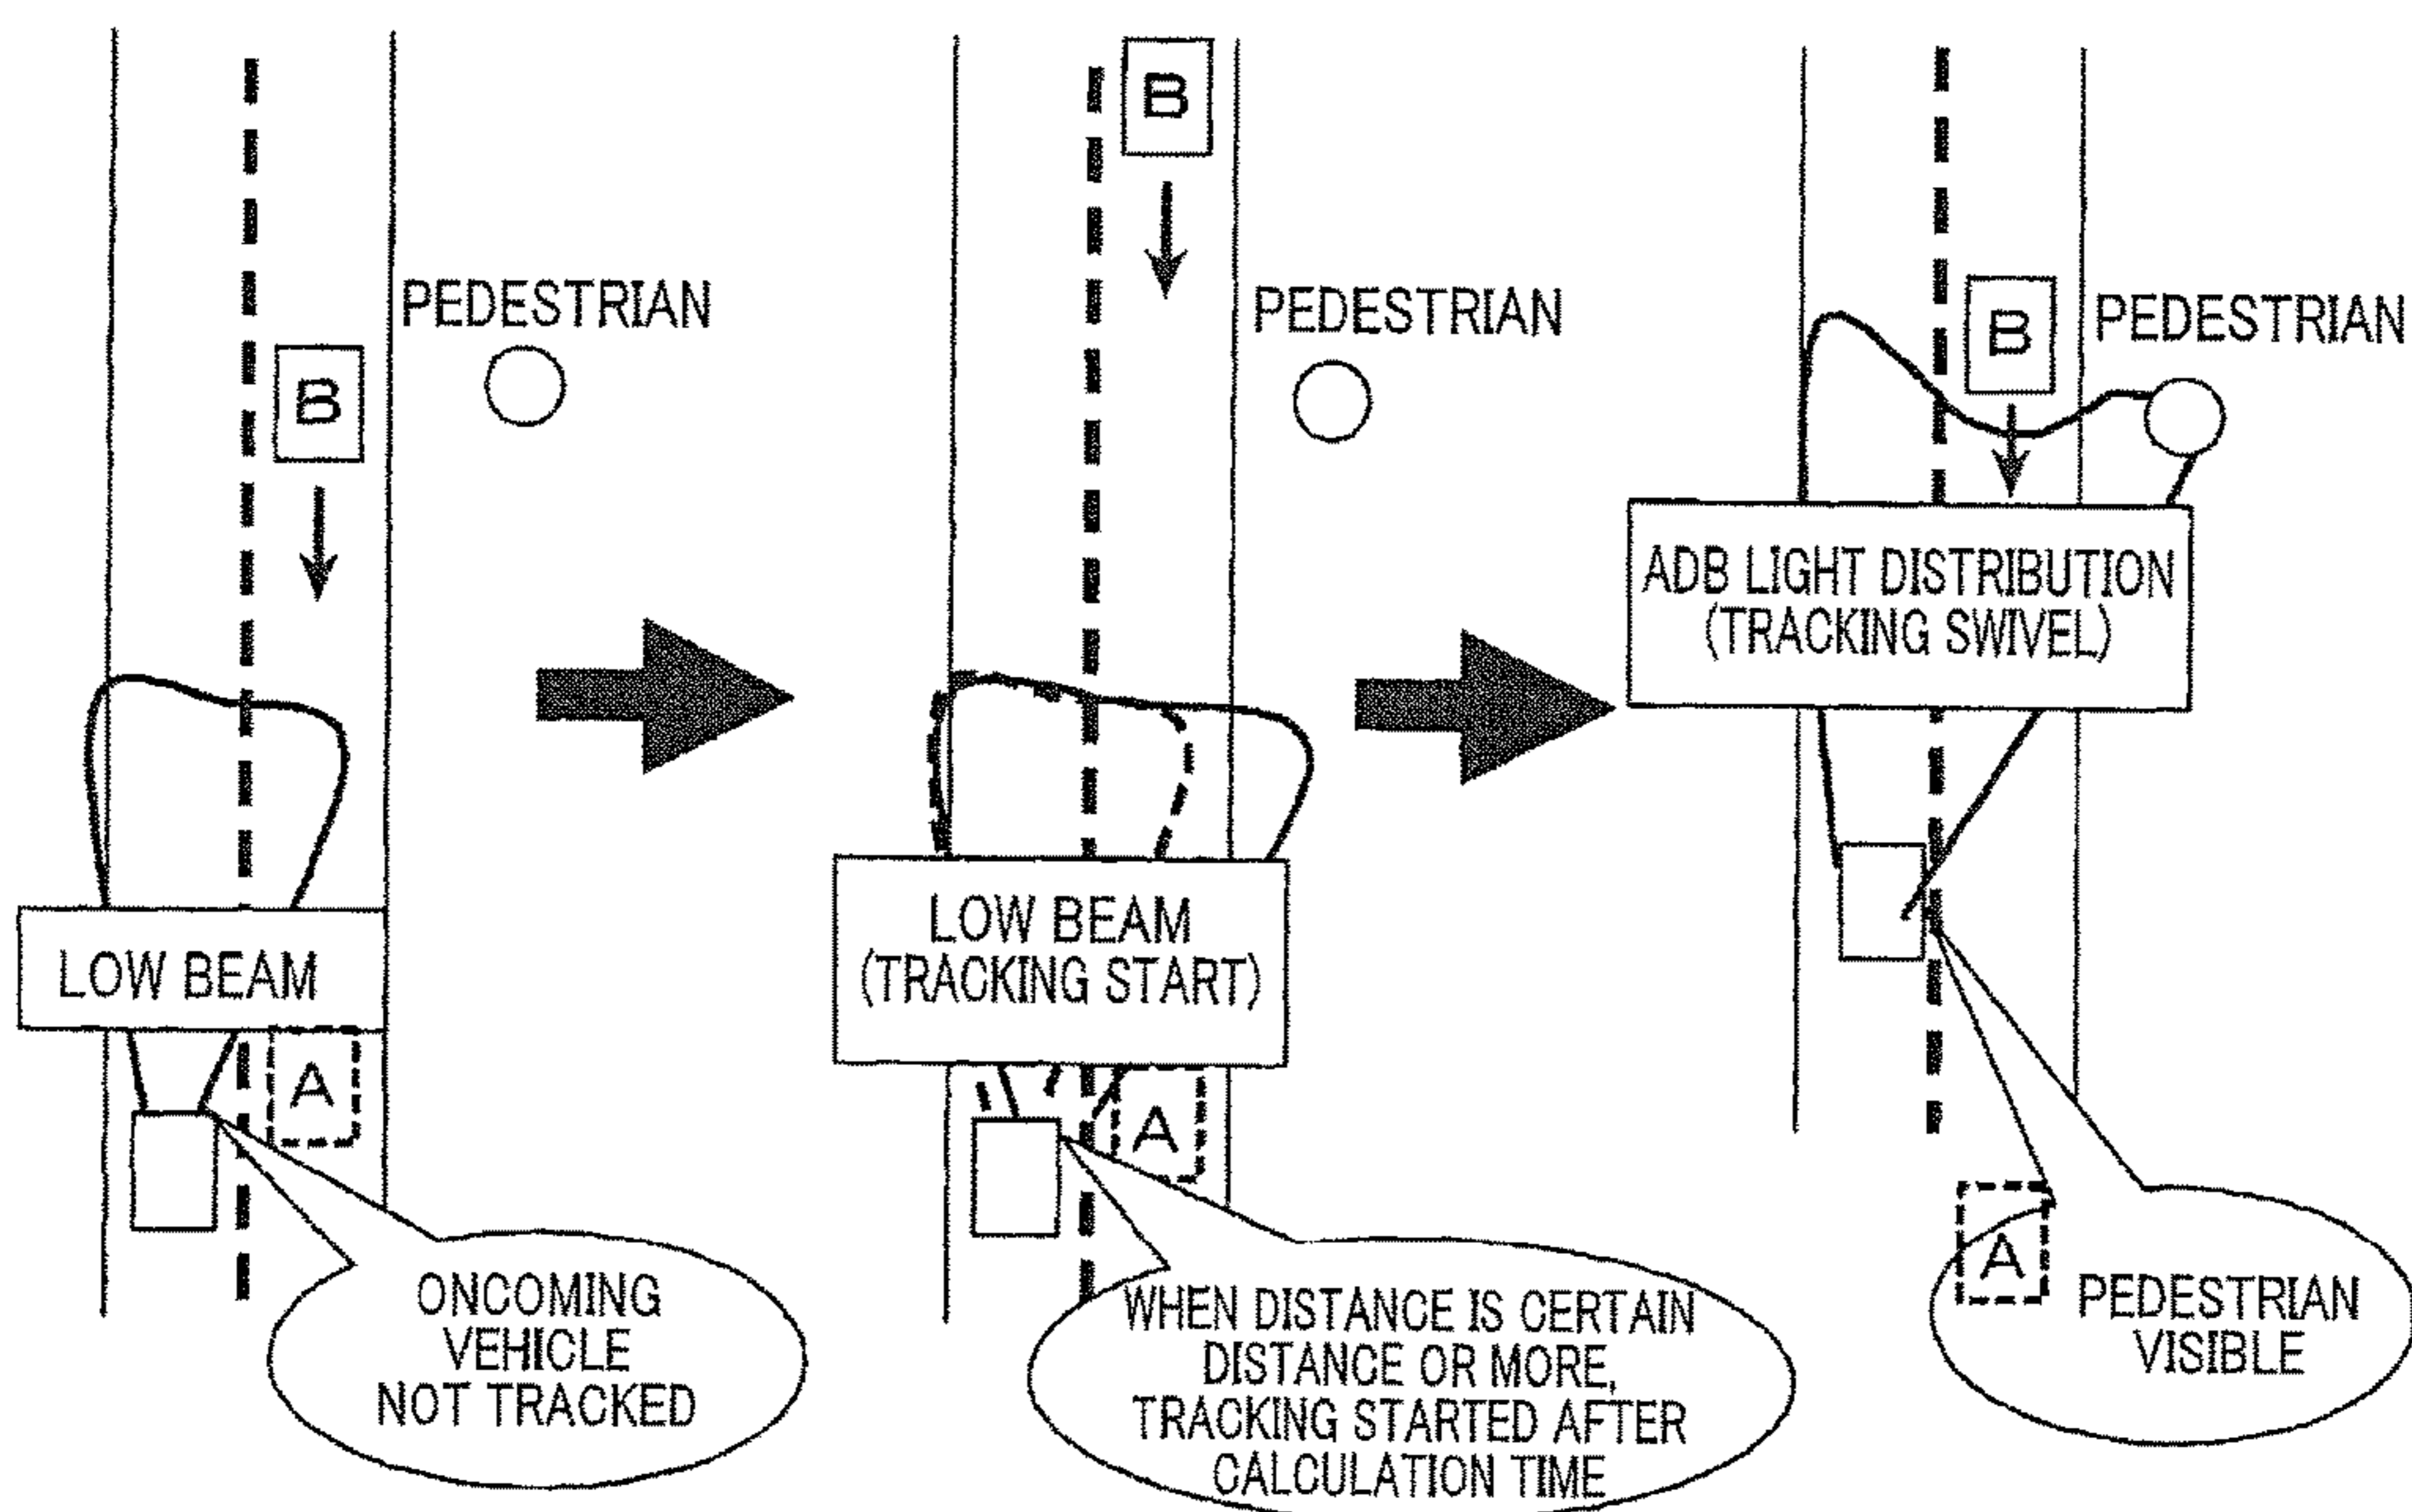 PEDESTRIAN
B
LOW BEAM
A
ONCOMING
VEHICLE
NOT TRACKED
B
PEDESTRIAN
LOW BEAM
(TRACKING START)
A
WHEN DISTANCE IS CERTAIN
DISTANCE OR MORE,
TRACKING STARTED AFTER
CALCULATION TIME
B
PEDESTRIAN
ADB LIGHT DISTRIBUTION
(TRACKING SWIVEL)
A
PEDESTRIAN
VISIBLE